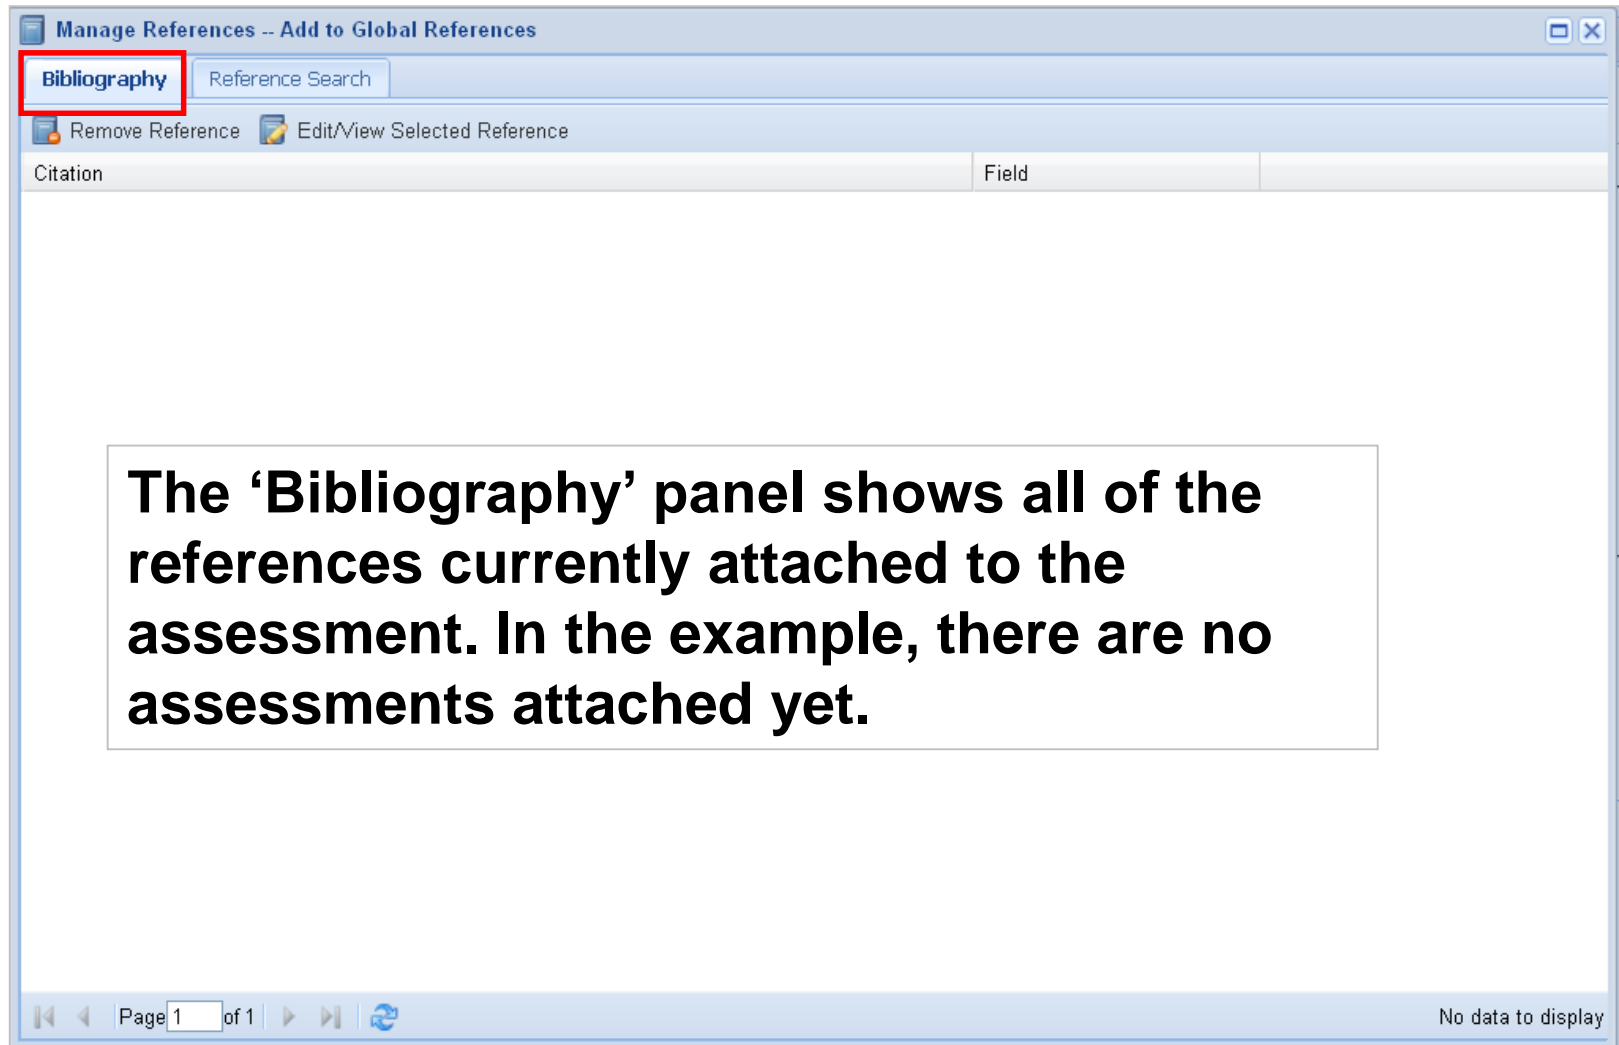 Manage References -- Add to Global References
Bibliography Reference Search
Remove Reference Edit/View Selected Reference
Citation Field
The ‘Bibliography’ panel shows all of the
references currently attached to the
assessment. In the example, there are no
assessments attached yet.
Page 1 of 1 No data to display